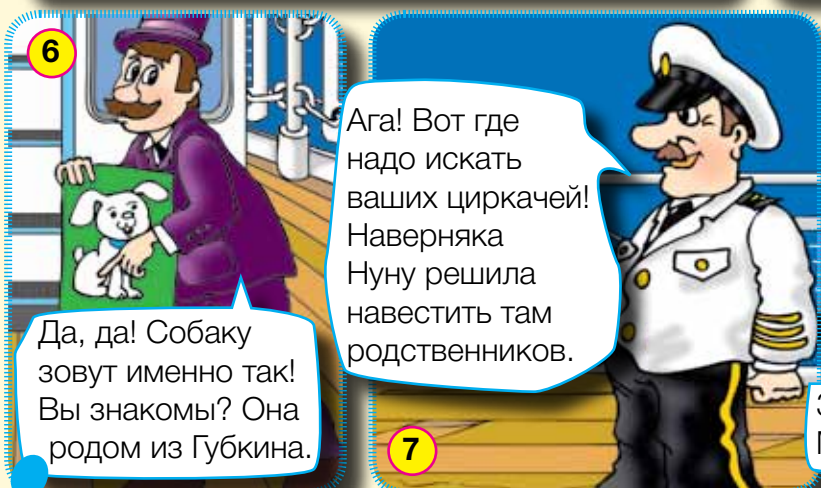 6
Да, да! Собаку
зовут именно так!
Вы знакомы? Она
родом из Губкина.
Ага! Вот где
надо искать
ваших циркачей!
Наверняка
Нуну решила
навестить там
родственников.
7